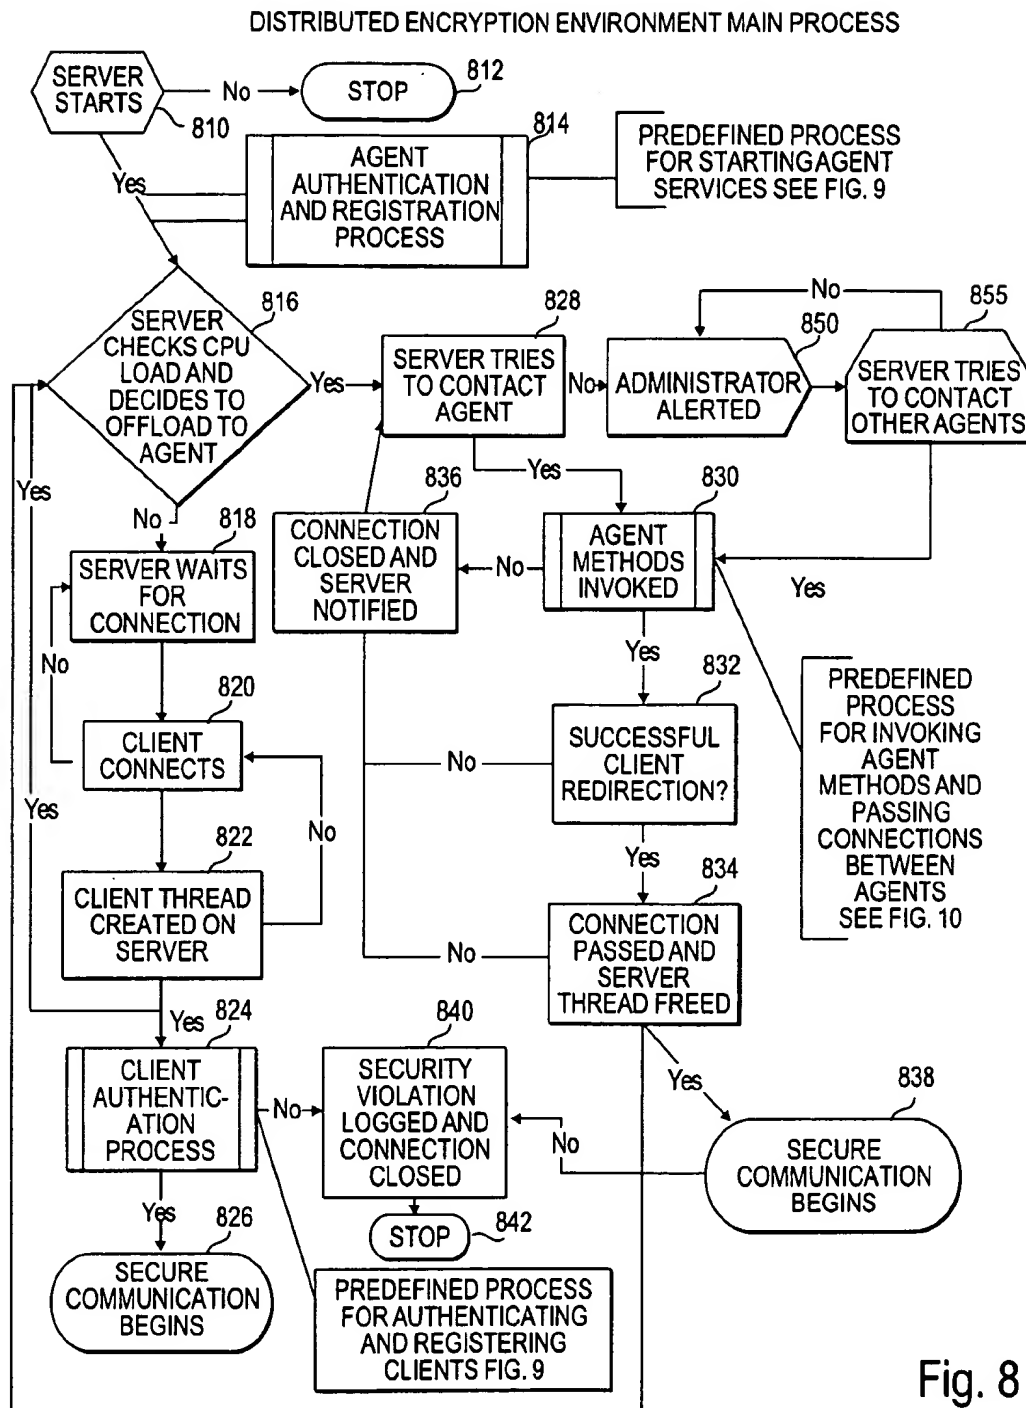 DISTRIBUTED ENCRYPTION ENVIRONMENT MAIN PROCESS
SERVER
STARTS
810
No
STOP
812
Yes
AGENT
AUTHENTICATION
AND REGISTRATION
PROCESS
814
PREDEFINED PROCESS
FOR STARTING AGENT
SERVICES SEE FIG. 9
SERVER
CHECKS CPU
LOAD AND
DECIDES TO
OFFLOAD TO
AGENT
816
Yes
SERVER TRIES
TO CONTACT
AGENT
828
No
ADMINISTRATOR
ALERTED
850
No
SERVER TRIES
TO CONTACT
OTHER AGENTS
855
Yes
No
Yes
Yes
SERVER WAITS
FOR
CONNECTION
818
CONNECTION
CLOSED AND
SERVER
NOTIFIED
836
No
AGENT
METHODS
INVOKED
830
Yes
No
CLIENT
CONNECTS
820
Yes
No
SUCCESSFUL
CLIENT
REDIRECTION?
832
No
PREDEFINED
PROCESS
FOR INVOKING
AGENT
METHODS AND
PASSING
CONNECTIONS
BETWEEN
AGENTS
SEE FIG. 10
CLIENT THREAD
CREATED ON
SERVER
822
Yes
CONNECTION
PASSED AND
SERVER
THREAD FREED
834
No
Yes
CLIENT
AUTHENTIC-
ATION
PROCESS
824
No
SECURITY
VIOLATION
LOGGED AND
CONNECTION
CLOSED
840
Yes
No
SECURE
COMMUNICATION
BEGINS
838
Yes
STOP
842
SECURE
COMMUNICATION
BEGINS
826
PREDEFINED PROCESS
FOR AUTHENTICATING
AND REGISTERING
CLIENTS FIG. 9
Fig. 8